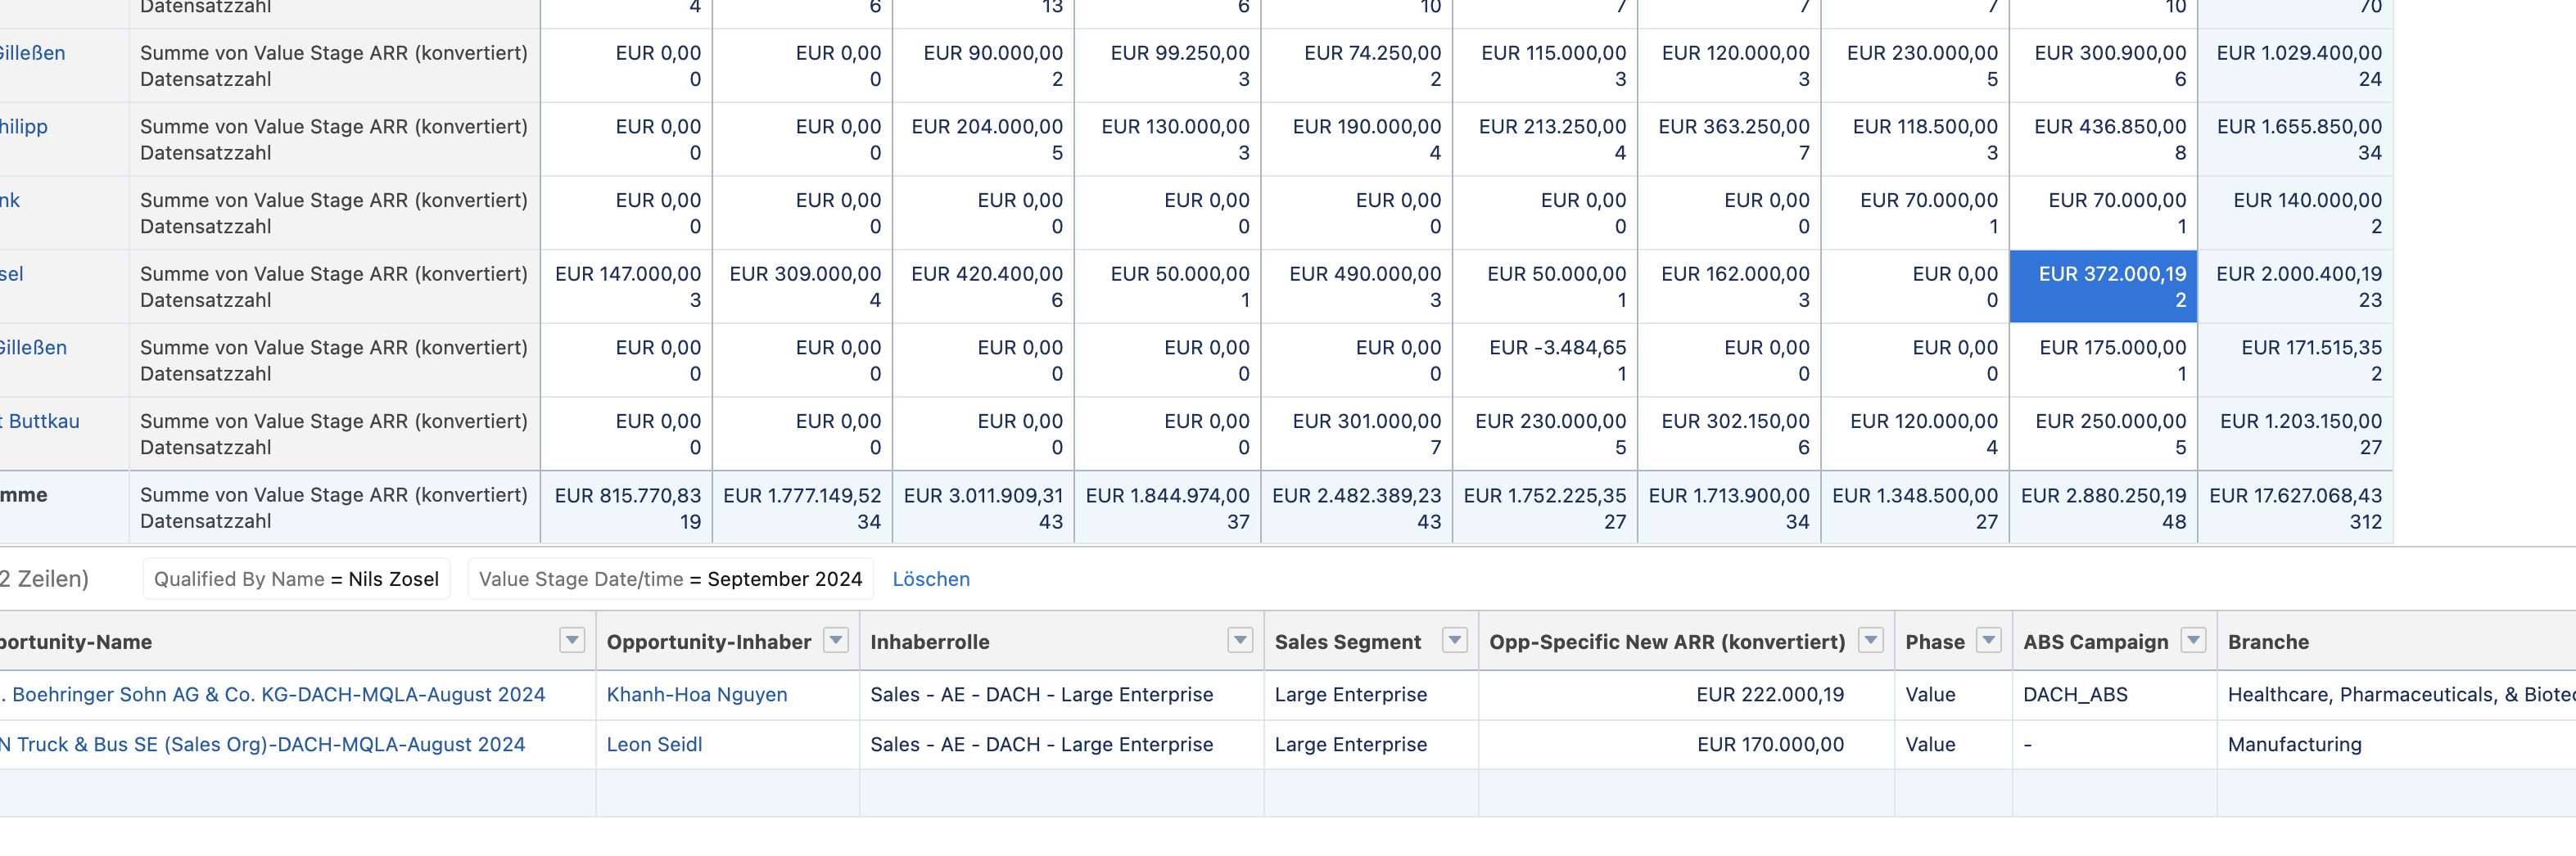 Datensatzzahl 4 6 13 6 10 7 7 7 10 70
Gilleßen Summe von Value Stage ARR (konvertiert) EUR 0,00 EUR 0,00 EUR 90.000,00 EUR 99.250,00 EUR 74.250,00 EUR 115.000,00 EUR 120.000,00 EUR 230.000,00 EUR 300.900,00 EUR 1.029.400,00
Datensatzzahl 0 0 2 3 2 3 3 5 6 24
hilipp Summe von Value Stage ARR (konvertiert) EUR 0,00 EUR 0,00 EUR 204.000,00 EUR 130.000,00 EUR 190.000,00 EUR 213.250,00 EUR 363.250,00 EUR 118.500,00 EUR 436.850,00 EUR 1.655.850,00
Datensatzzahl 0 0 5 3 4 4 7 3 8 34
nk Summe von Value Stage ARR (konvertiert) EUR 0,00 EUR 0,00 EUR 0,00 EUR 0,00 EUR 0,00 EUR 0,00 EUR 0,00 EUR 70.000,00 EUR 70.000,00 EUR 140.000,00
Datensatzzahl 0 0 0 0 0 0 0 1 1 2
sel Summe von Value Stage ARR (konvertiert) EUR 147.000,00 EUR 309.000,00 EUR 420.400,00 EUR 50.000,00 EUR 490.000,00 EUR 50.000,00 EUR 162.000,00 EUR 0,00 EUR 372.000,19 EUR 2.000.400,19
Datensatzzahl 3 4 6 1 3 1 3 0 2 23
Gilleßen Summe von Value Stage ARR (konvertiert) EUR 0,00 EUR 0,00 EUR 0,00 EUR 0,00 EUR 0,00 EUR -3.484,65 EUR 0,00 EUR 0,00 EUR 175.000,00 EUR 171.515,35
Datensatzzahl 0 0 0 0 0 1 0 0 1 2
t Buttkau Summe von Value Stage ARR (konvertiert) EUR 0,00 EUR 0,00 EUR 0,00 EUR 0,00 EUR 301.000,00 EUR 230.000,00 EUR 302.150,00 EUR 120.000,00 EUR 250.000,00 EUR 1.203.150,00
Datensatzzahl 0 0 0 0 7 5 6 4 5 27
mme Summe von Value Stage ARR (konvertiert) EUR 815.770,83 EUR 1.777.149,52 EUR 3.011.909,31 EUR 1.844.974,00 EUR 2.482.389,23 EUR 1.752.225,35 EUR 1.713.900,00 EUR 1.348.500,00 EUR 2.880.250,19 EUR 17.627.068,43
Datensatzzahl 19 34 43 37 43 27 34 27 48 312
2 Zeilen) Qualified By Name = Nils Zosel Value Stage Date/time = September 2024 Löschen
portunity-Name Opportunity-Inhaber Inhaberrolle Sales Segment Opp-Specific New ARR (konvertiert) Phase ABS Campaign Branche
. Boehringer Sohn AG & Co. KG-DACH-MQLA-August 2024 Khanh-Hoa Nguyen Sales - AE - DACH - Large Enterprise Large Enterprise EUR 222.000,19 Value DACH_ABS Healthcare, Pharmaceuticals, & Biotec
N Truck & Bus SE (Sales Org)-DACH-MQLA-August 2024 Leon Seidl Sales - AE - DACH - Large Enterprise Large Enterprise EUR 170.000,00 Value - Manufacturing